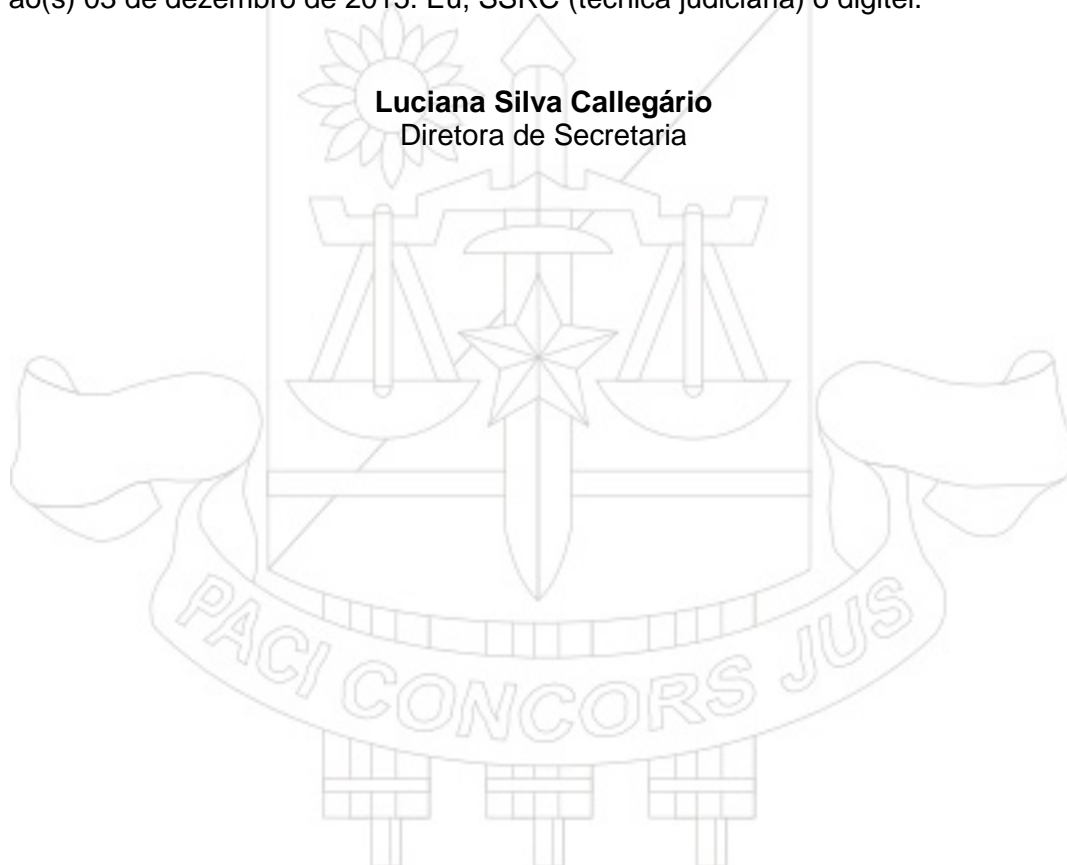 ao(s) 03 de dezembro de 2015. Eu, SSRC (técnica judiciária) o digitei.
Luciana Silva Callegário
Diretora de Secretaria
PACI CONCORS JUS